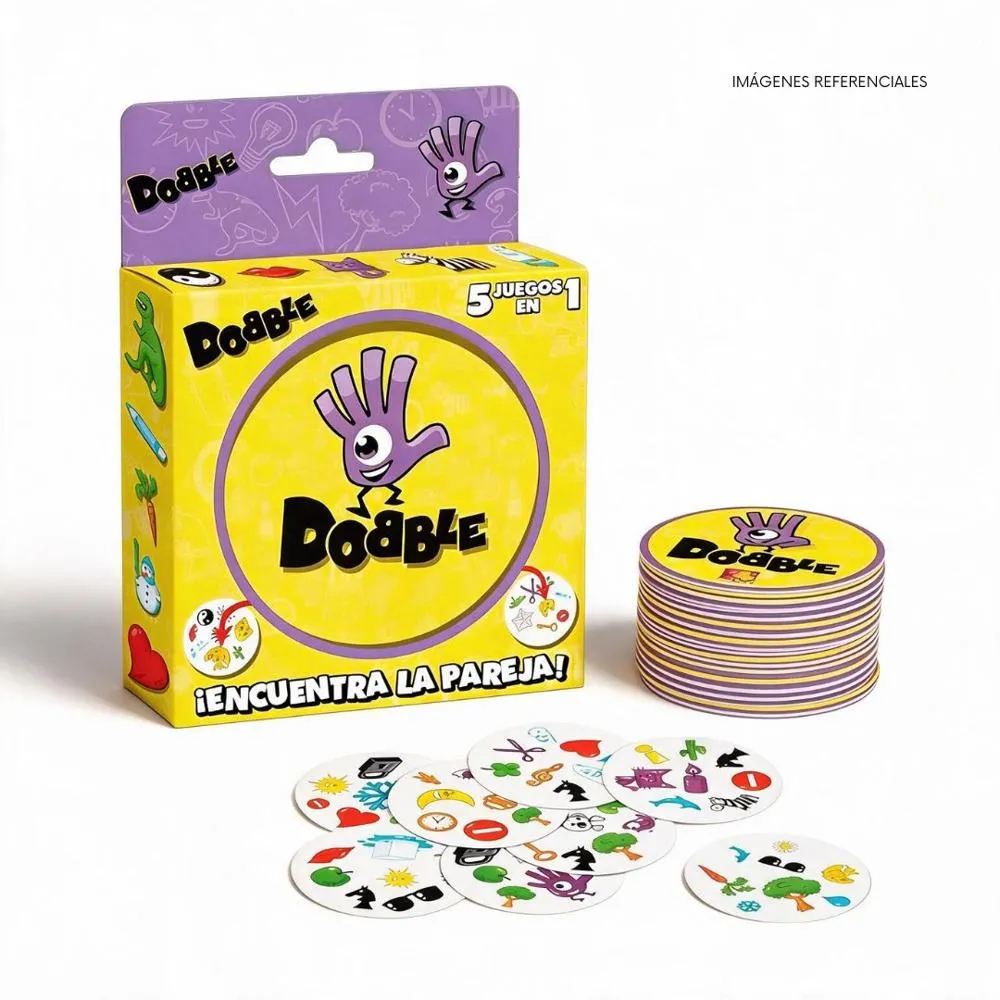 IMÁGENES REFERENCIALES
DOBBLE
DOBBLE
5 JUEGOS EN 1
DOBBLE
¡ENCUENTRA LA PAREJA!
DOBBLE